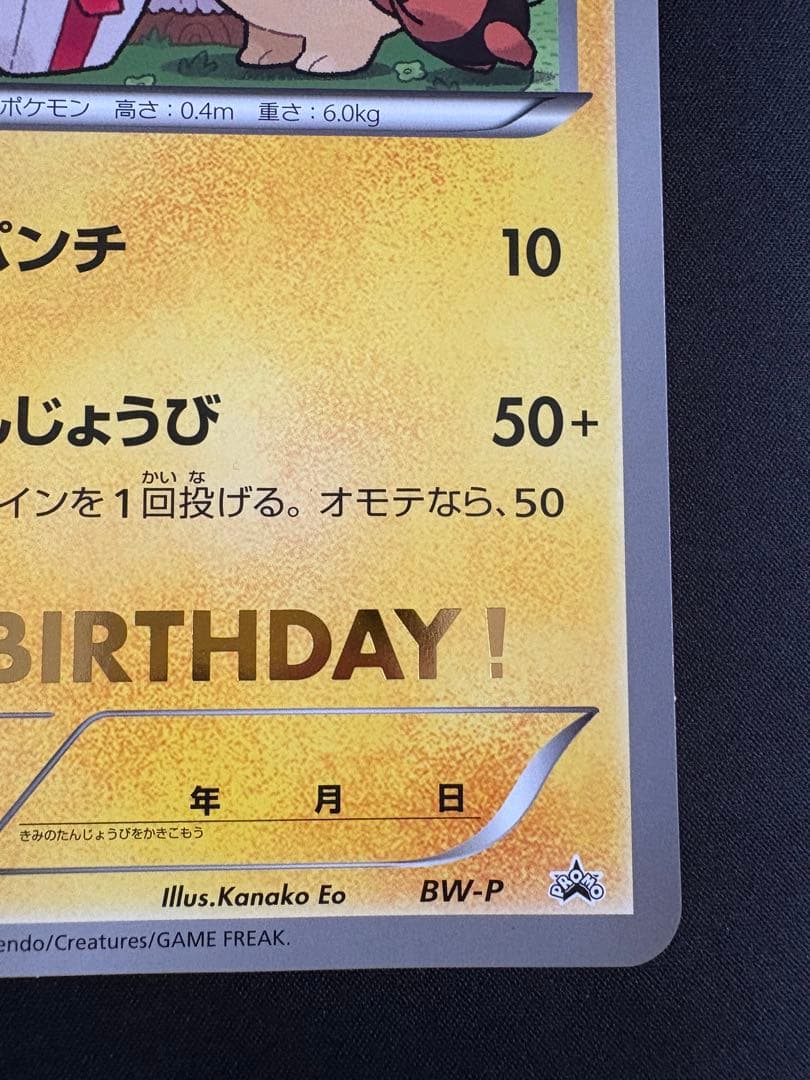 ポケモン 高さ：0.4m 重さ：6.0kg
パンチ 10
んじょうび 50+
かい な
インを1回投げる。オモテなら、50
BIRTHDAY！
年 月 日
きみのたんじょうびをかきこもう
Illus.Kanako Eo BW-P PROMO
endo/Creatures/GAME FREAK.